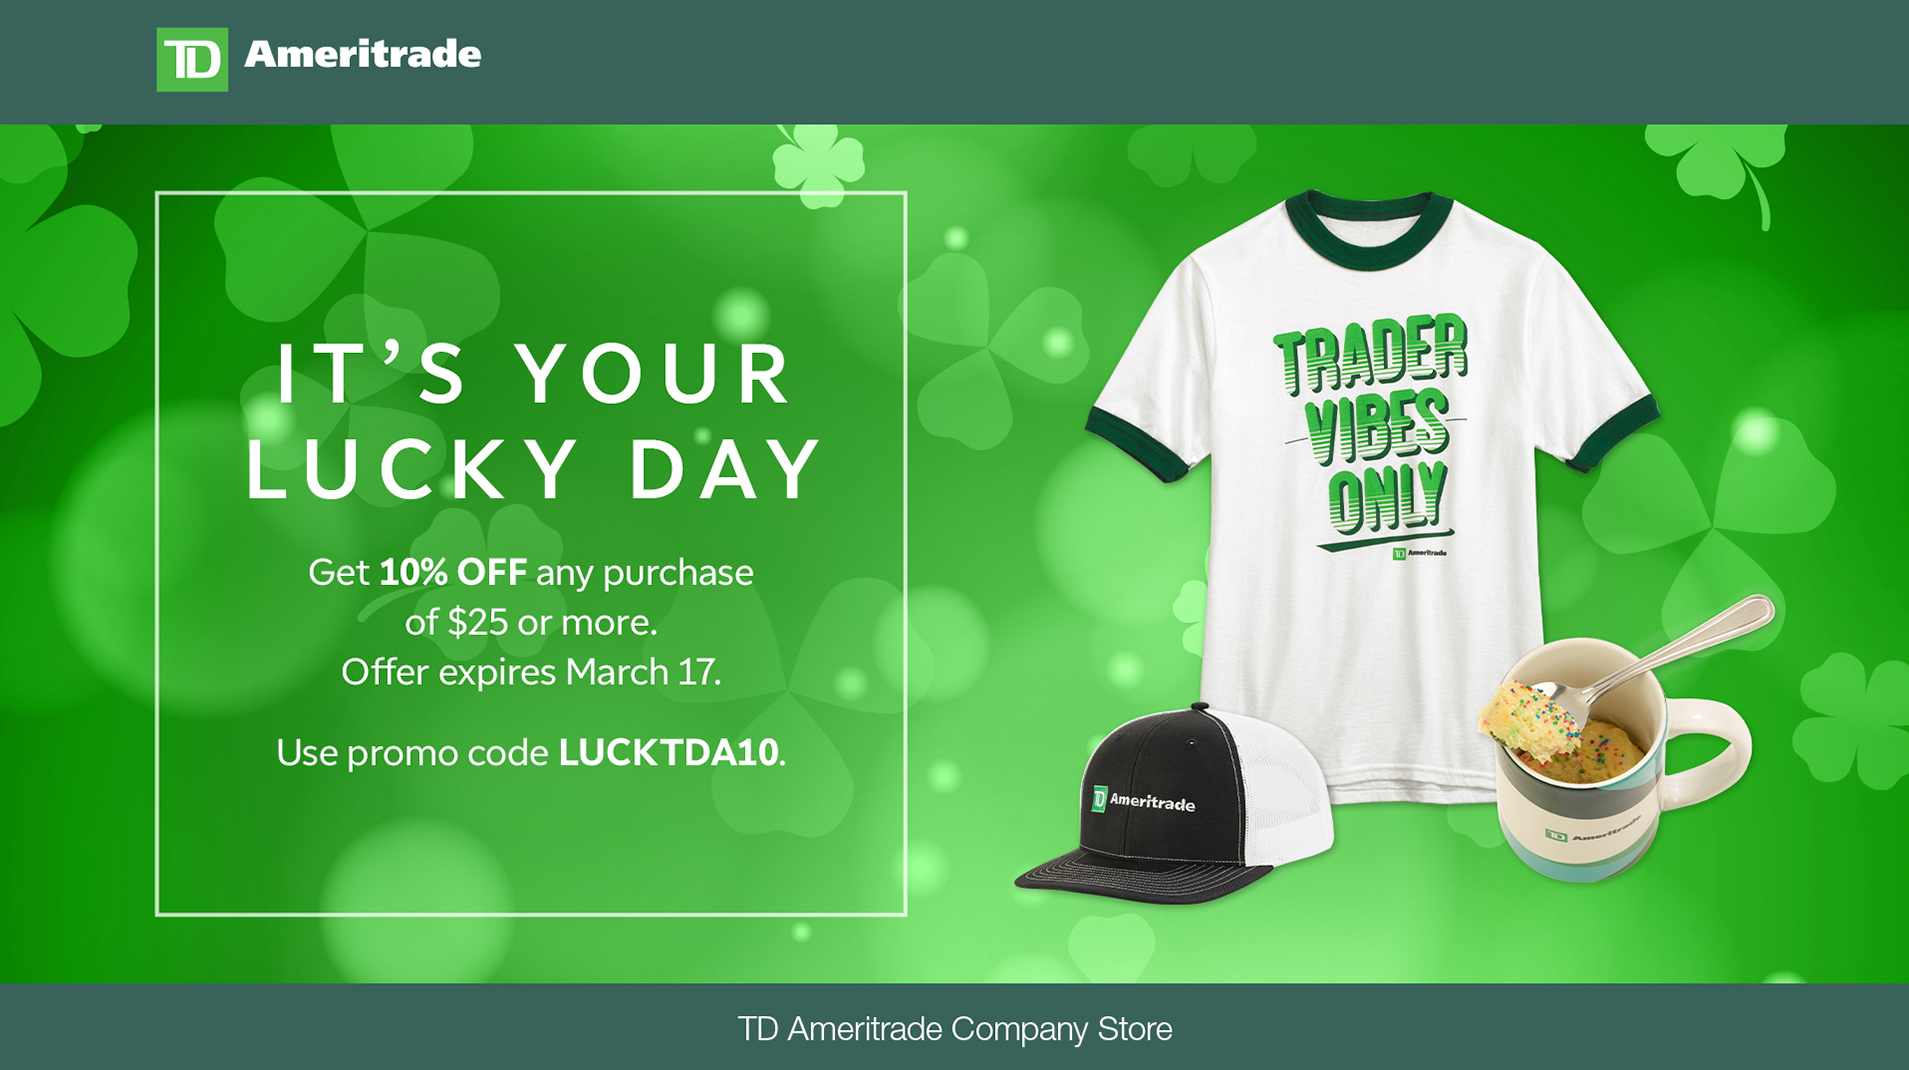 TD Ameritrade
IT’S YOUR
LUCKY DAY
Get 10% OFF any purchase
of $25 or more.
Offer expires March 17.
Use promo code LUCKTDA10.
TRADER
VIBES
ONLY
TD Ameritrade
TD Ameritrade
TD Ameritrade
TD Ameritrade Company Store